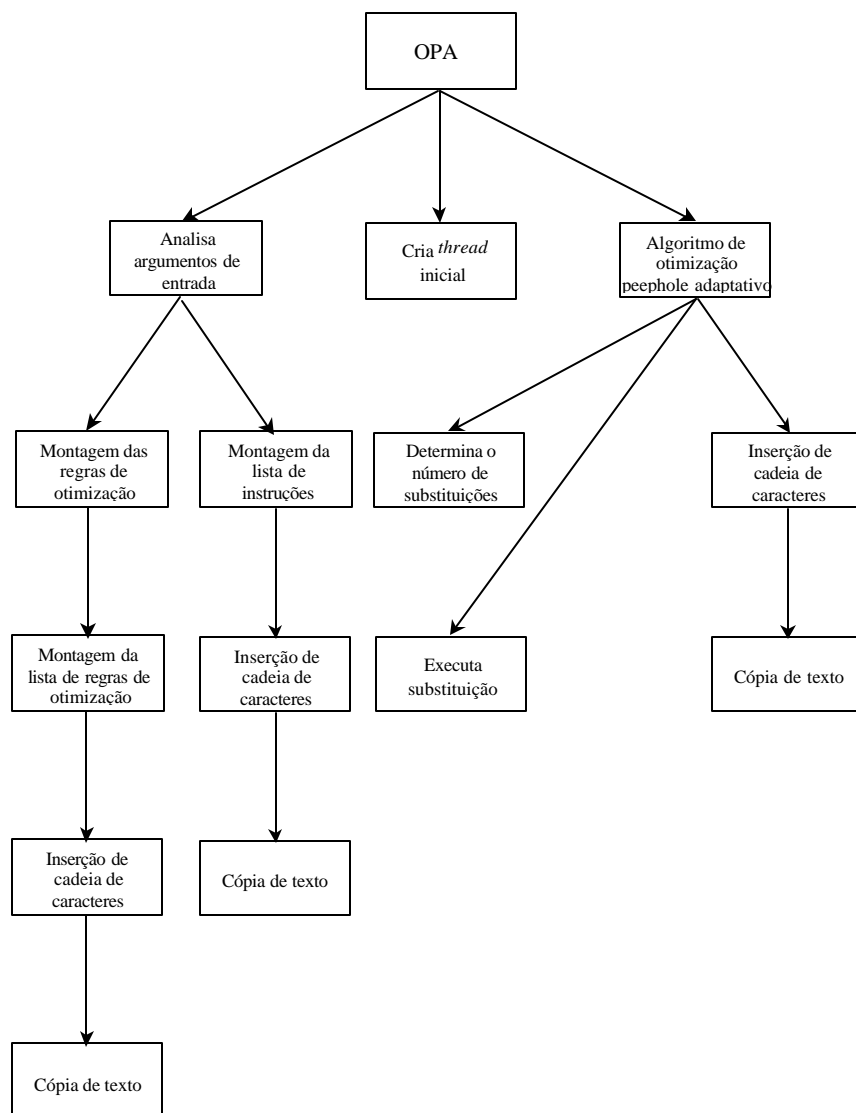 OPA
Analisa
argumentos de
entrada
Cria thread
inicial
Algoritmo de
otimização
peephole adaptativo
Montagem das
regras de
otimização
Montagem da
lista de
instruções
Determina o
número de
substituições
Inserção de
cadeia de
caracteres
Montagem da
lista de regras de
otimização
Inserção de
cadeia de
caracteres
Executa
substituição
Cópia de texto
Inserção de
cadeia de
caracteres
Cópia de texto
Cópia de texto